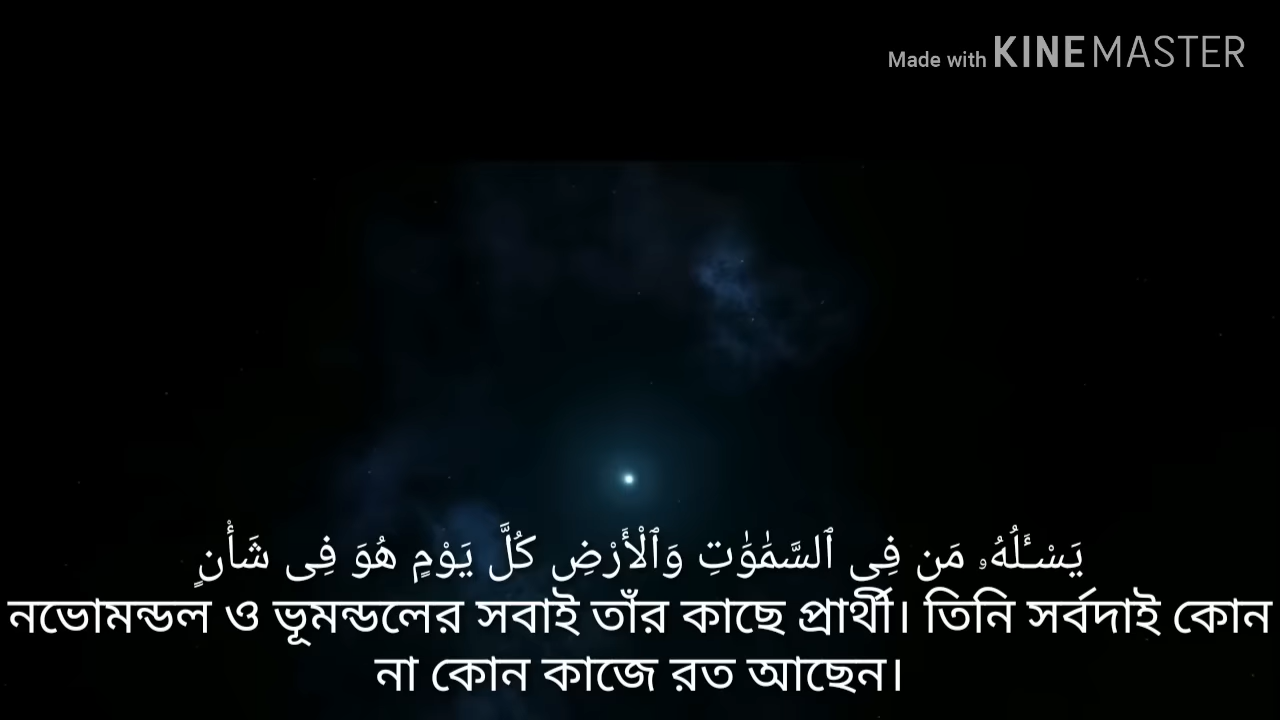 Made with KINEMASTER
يَسْـَٔلُهُۥ مَن فِى ٱلسَّمَٰوَٰتِ وَٱلْأَرْضِ كُلَّ يَوْمٍ هُوَ فِى شَأْنٍ
নভোমন্ডল ও ভূমন্ডলের সবাই তাঁর কাছে প্রার্থী। তিনি সর্বদাই কোন
না কোন কাজে রত আছেন।